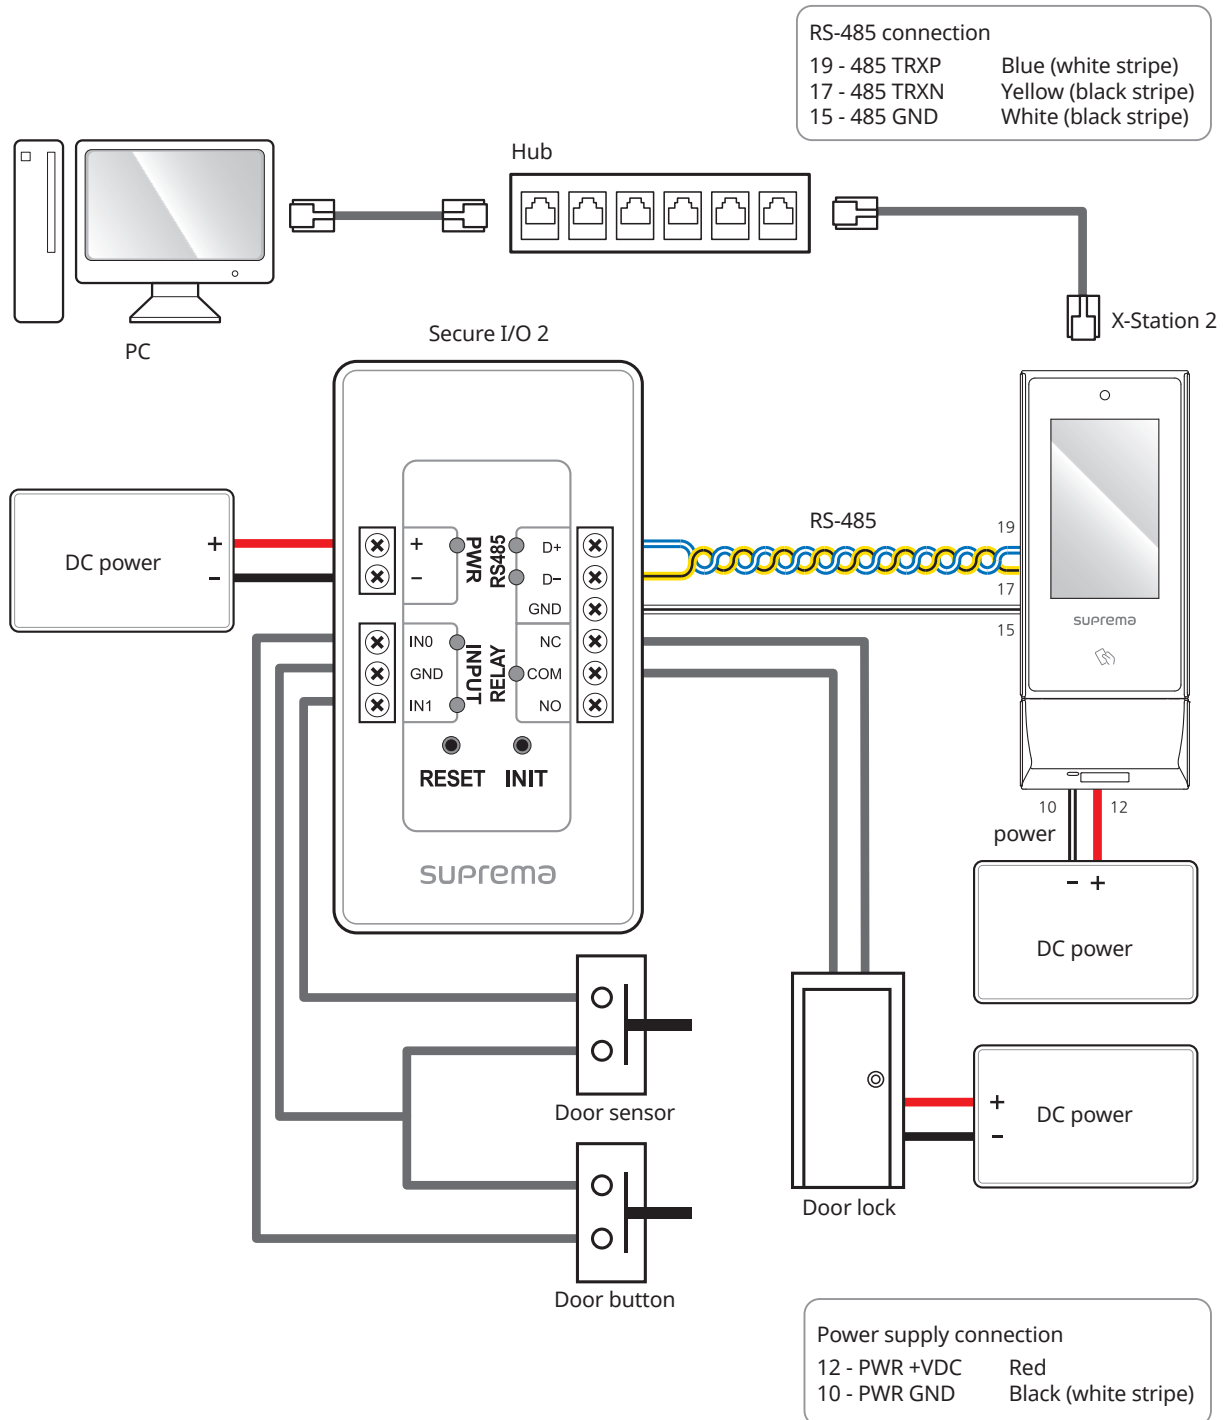 RS-485 connection
19 - 485 TRXP Blue (white stripe)
17 - 485 TRXN Yellow (black stripe)
15 - 485 GND White (black stripe)
Hub
X-Station 2
PC
Secure I/O 2
DC power
+
−
+
−
PWR
RS485
D+
D−
GND
IN0
GND
IN1
INPUT
RELAY
NC
COM
NO
RESET INIT
suprema
RS-485
19
17
15
suprema
10
12
power
− +
DC power
Door sensor
Door button
Door lock
+
−
DC power
Power supply connection
12 - PWR +VDC Red
10 - PWR GND Black (white stripe)